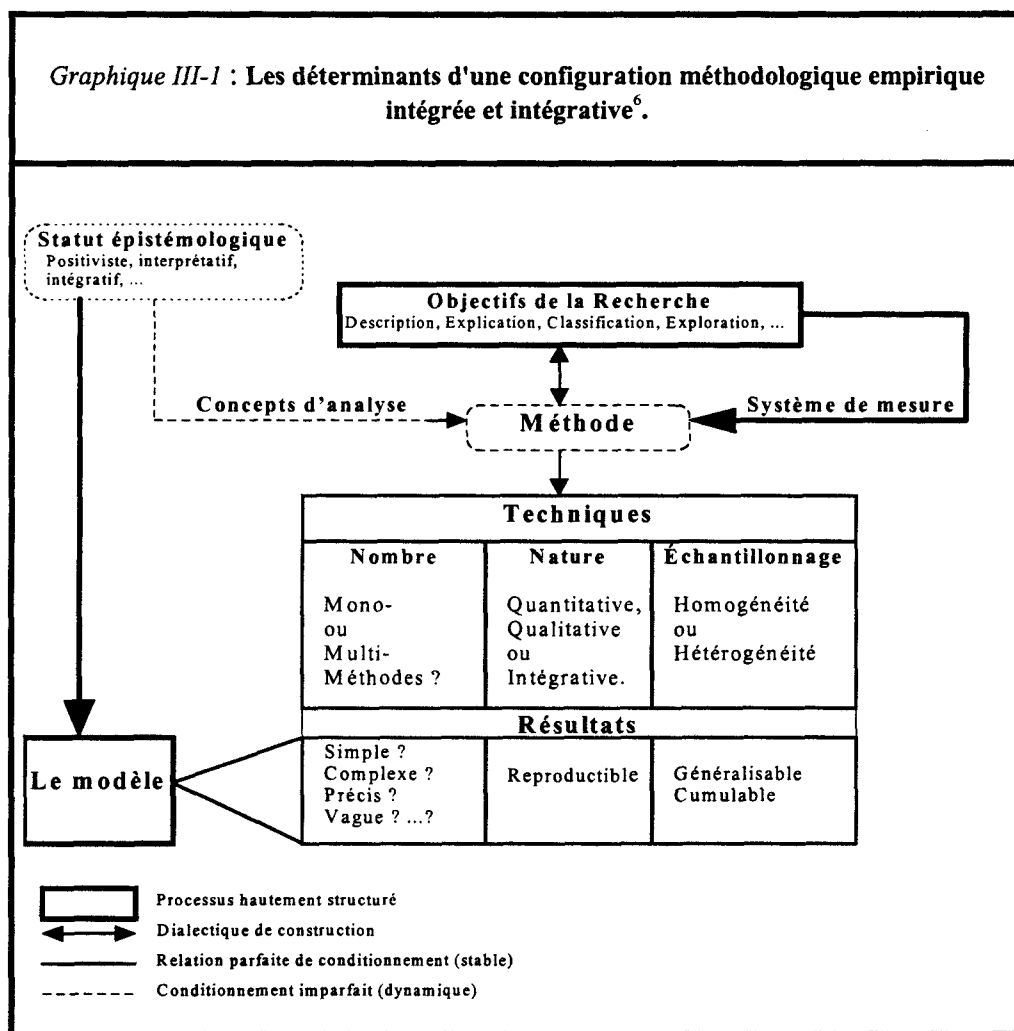 Graphique III-1 : Les déterminants d'une configuration méthodologique empirique
intégrée et intégrative⁶.
Statut épistémologique
Positiviste, interprétatif,
intégratif, ...
Objectifs de la Recherche
Description, Explication, Classification, Exploration, ...
Concepts d'analyse
Système de mesure
Méthode
Techniques
Nombre
Mono-
ou
Multi-
Méthodes ?
Nature
Quantitative,
Qualitative
ou
Intégrative.
Échantillonnage
Homogénéité
ou
Hétérogénéité
Résultats
Le modèle
Simple ?
Complexe ?
Précis ?
Vague ? ...?
Reproductible
Généralisable
Cumulable
Processus hautement structuré
Dialectique de construction
Relation parfaite de conditionnement (stable)
Conditionnement imparfait (dynamique)